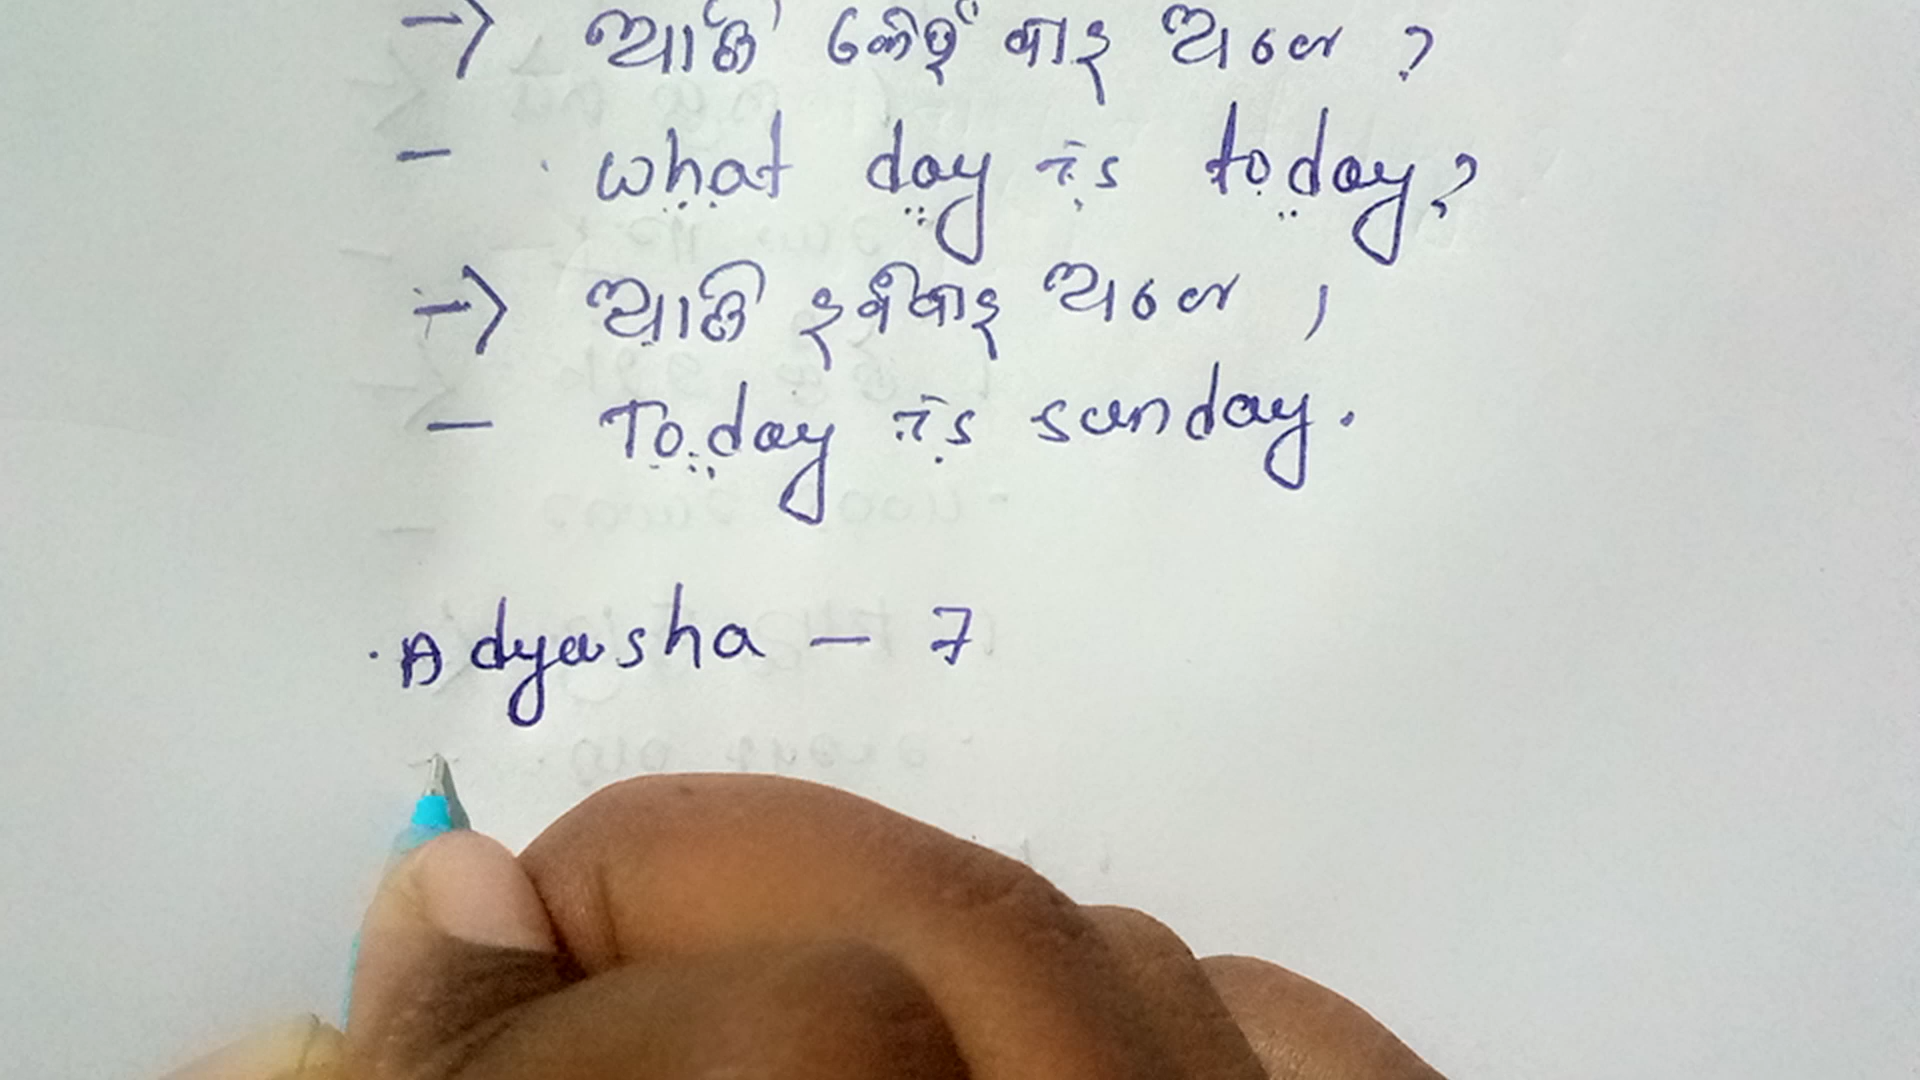 → ଆଜି କେଉଁ ବାର ଅଟେ ?
- what day is today?
→ ଆଜି ରବିବାର ଅଟେ ।
- Today is sunday.
Adyasha - 7